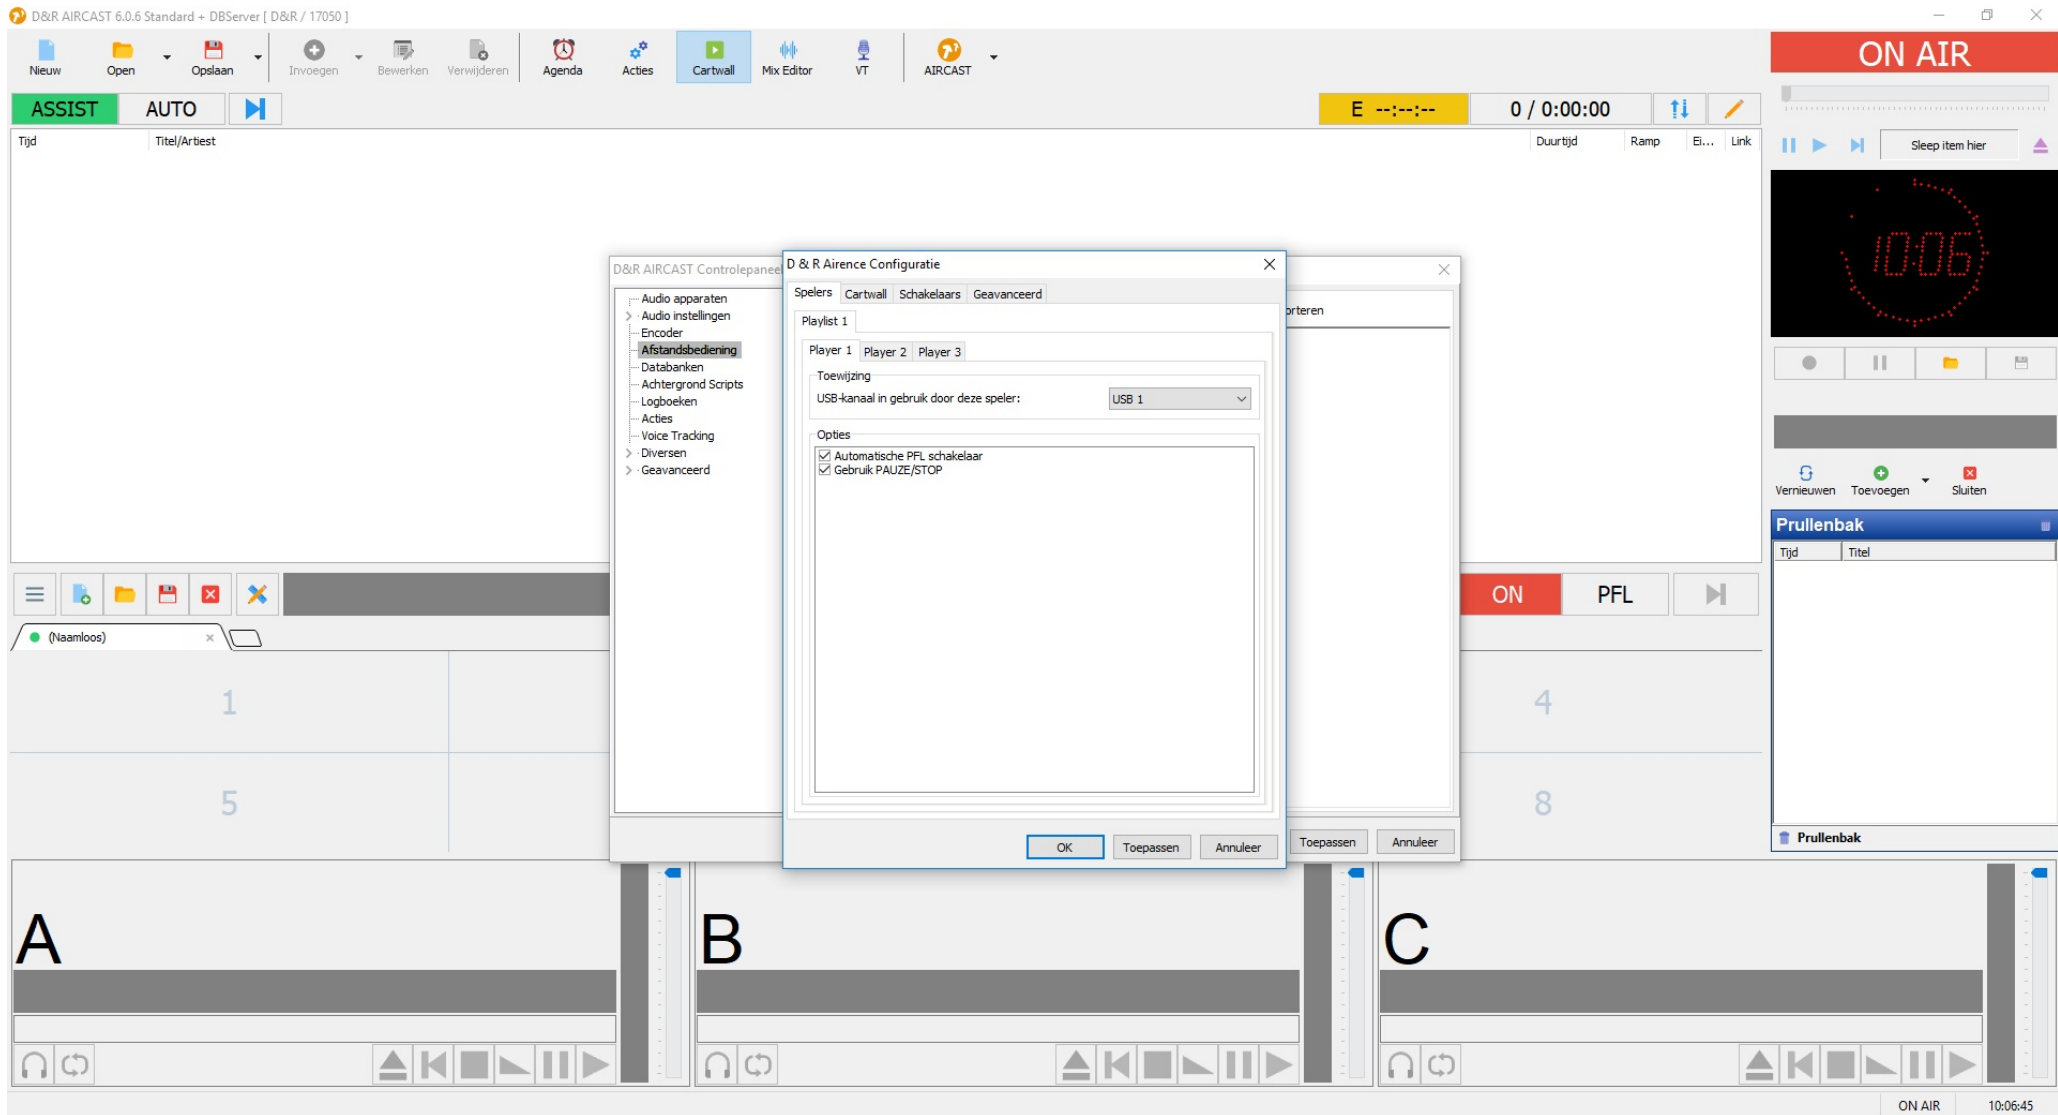 D&R AIRCAST 6.0.6 Standard + DBServer [ D&R / 17050 ]
Nieuw Open Opslaan Invoegen Bewerken Verwijderen Agenda Acties Cartwall Mix Editor VT AIRCAST
ON AIR
ASSIST AUTO E --:--:-- 0 / 0:00:00
Tijd Titel/Artiest Duurtijd Ramp Ei... Link
Sleep item hier
10:06
D&R AIRCAST Controlepaneel
Audio apparaten
Audio instellingen
Encoder
Afstandsbediening
Databanken
Achtergrond Scripts
Logboeken
Acties
Voice Tracking
Diversen
Geavanceerd
orteren
Toepassen Annuleer
D & R Airence Configuratie
Spelers Cartwall Schakelaars Geavanceerd
Playlist 1
Player 1 Player 2 Player 3
Toewijzing
USB-kanaal in gebruik door deze speler: USB 1
Opties
Automatische PFL schakelaar
Gebruik PAUZE/STOP
OK Toepassen Annuleer
Vernieuwen Toevoegen Sluiten
Prullenbak
Tijd Titel
Prullenbak
ON PFL
(Naamloos)
1 4
5 8
A B C
ON AIR 10:06:45